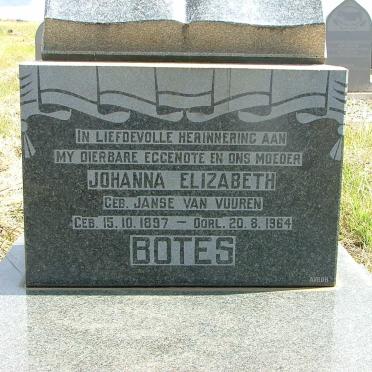 IN LIEFDEVOLLE HERINNERING AAN
MY DIERBARE EGGENOTE EN ONS MOEDER
JOHANNA ELIZABETH
GEB. JANSE VAN VUUREN
GEB. 15.10.1897 – OORL. 20.8.1964
BOTES